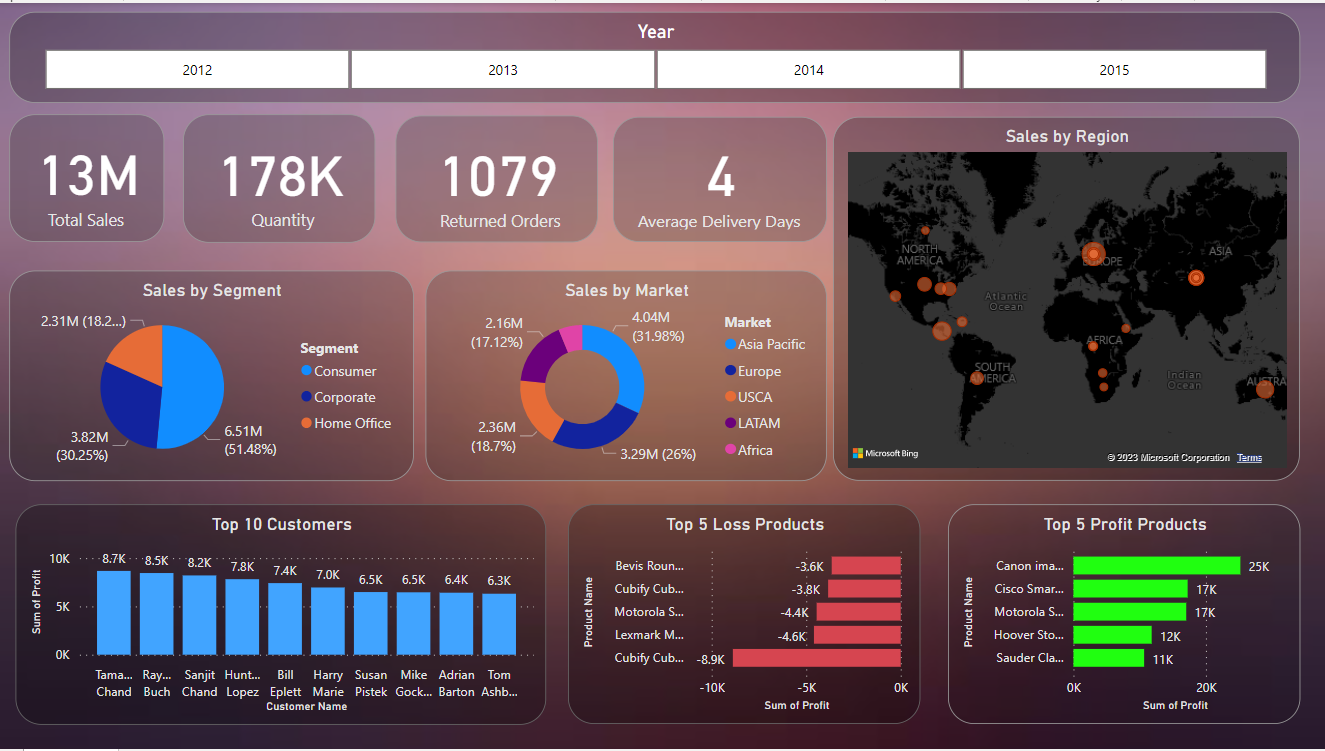 Year
2012
2013
2014
2015
13M
Total Sales
178K
Quantity
1079
Returned Orders
4
Average Delivery Days
Sales by Region
NORTH
AMERICA
EUROPE
ASIA
Atlantic
Ocean
AFRICA
SOUTH
AMERICA
Indian
Ocean
AUSTRA
Microsoft Bing
© 2023 Microsoft Corporation Terms
Sales by Segment
2.31M (18.2...)
3.82M
(30.25%)
6.51M
(51.48%)
Segment
Consumer
Corporate
Home Office
Sales by Market
2.16M
(17.12%)
4.04M
(31.98%)
2.36M
(18.7%)
3.29M (26%)
Market
Asia Pacific
Europe
USCA
LATAM
Africa
Top 10 Customers
Sum of Profit
10K
5K
0K
8.7K
8.5K
8.2K
7.8K
7.4K
7.0K
6.5K
6.5K
6.4K
6.3K
Tama...
Chand
Ray...
Buch
Sanjit
Chand
Hunt...
Lopez
Bill
Eplett
Harry
Marie
Susan
Pistek
Mike
Gock...
Adrian
Barton
Tom
Ashb...
Customer Name
Top 5 Loss Products
Product Name
Bevis Roun...
-3.6K
Cubify Cub...
-3.8K
Motorola S...
-4.4K
Lexmark M...
-4.6K
Cubify Cub...
-8.9K
-10K
-5K
0K
Sum of Profit
Top 5 Profit Products
Product Name
Canon ima...
25K
Cisco Smar...
17K
Motorola S...
17K
Hoover Sto...
12K
Sauder Cla...
11K
0K
20K
Sum of Profit